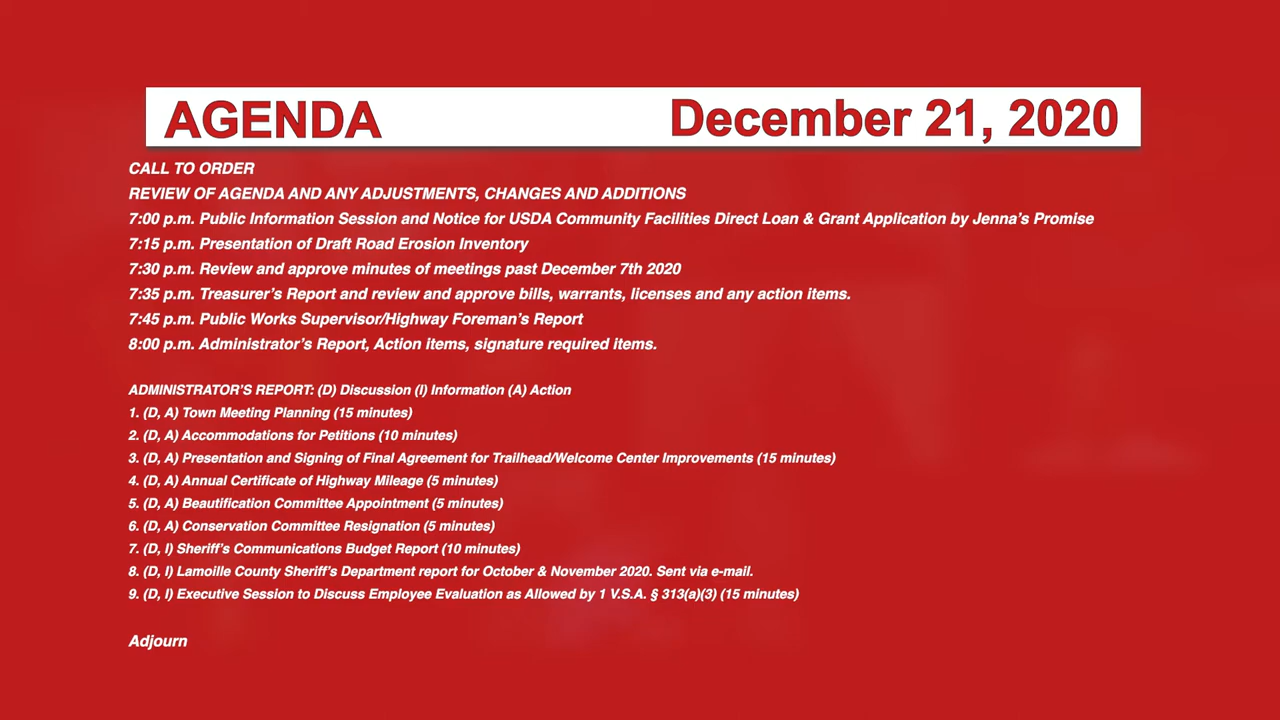 AGENDA December 21, 2020
CALL TO ORDER
REVIEW OF AGENDA AND ANY ADJUSTMENTS, CHANGES AND ADDITIONS
7:00 p.m. Public Information Session and Notice for USDA Community Facilities Direct Loan & Grant Application by Jenna's Promise
7:15 p.m. Presentation of Draft Road Erosion Inventory
7:30 p.m. Review and approve minutes of meetings past December 7th 2020
7:35 p.m. Treasurer's Report and review and approve bills, warrants, licenses and any action items.
7:45 p.m. Public Works Supervisor/Highway Foreman's Report
8:00 p.m. Administrator's Report, Action items, signature required items.
ADMINISTRATOR'S REPORT: (D) Discussion (I) Information (A) Action
1. (D, A) Town Meeting Planning (15 minutes)
2. (D, A) Accommodations for Petitions (10 minutes)
3. (D, A) Presentation and Signing of Final Agreement for Trailhead/Welcome Center Improvements (15 minutes)
4. (D, A) Annual Certificate of Highway Mileage (5 minutes)
5. (D, A) Beautification Committee Appointment (5 minutes)
6. (D, A) Conservation Committee Resignation (5 minutes)
7. (D, I) Sheriff's Communications Budget Report (10 minutes)
8. (D, I) Lamoille County Sheriff's Department report for October & November 2020. Sent via e-mail.
9. (D, I) Executive Session to Discuss Employee Evaluation as Allowed by 1 V.S.A. § 313(a)(3) (15 minutes)
Adjourn